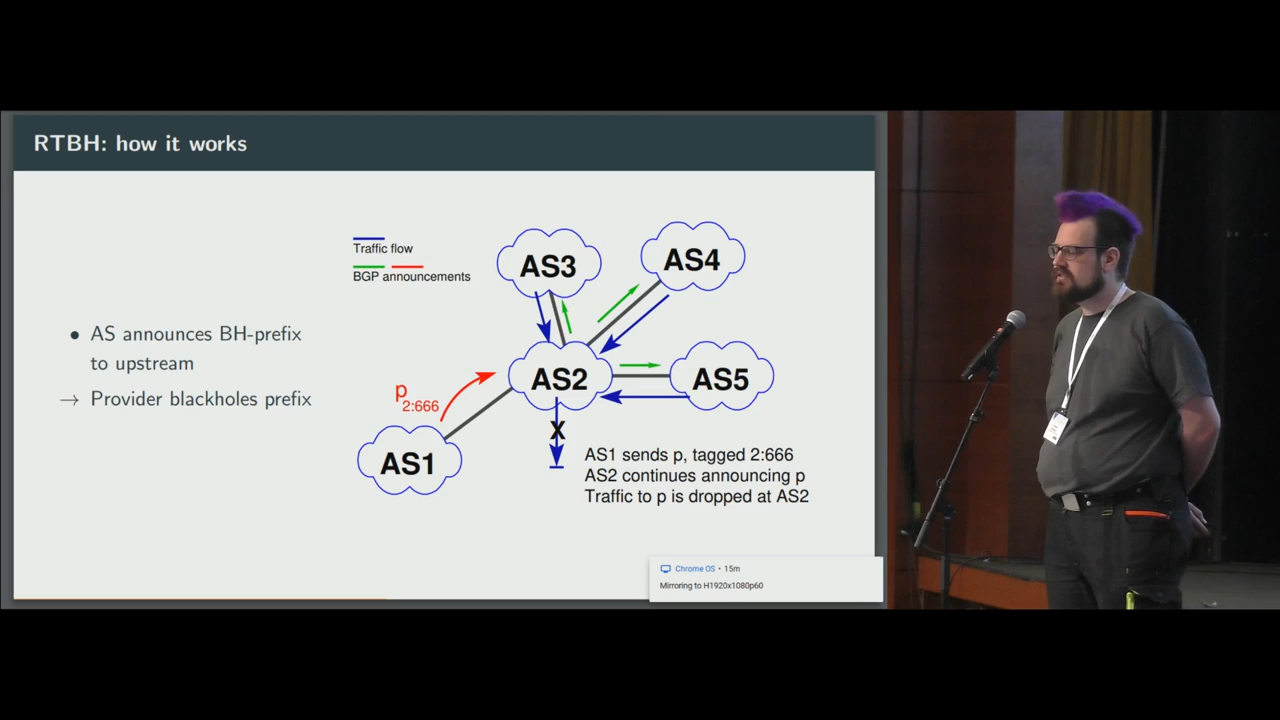 RTBH: how it works
Traffic flow
BGP announcements
AS3
AS4
• AS announces BH-prefix
to upstream
→ Provider blackholes prefix
p
2:666
AS2
AS5
X
AS1
AS1 sends p, tagged 2:666
AS2 continues announcing p
Traffic to p is dropped at AS2
Chrome OS • 15m
Mirroring to H1920x1080p60